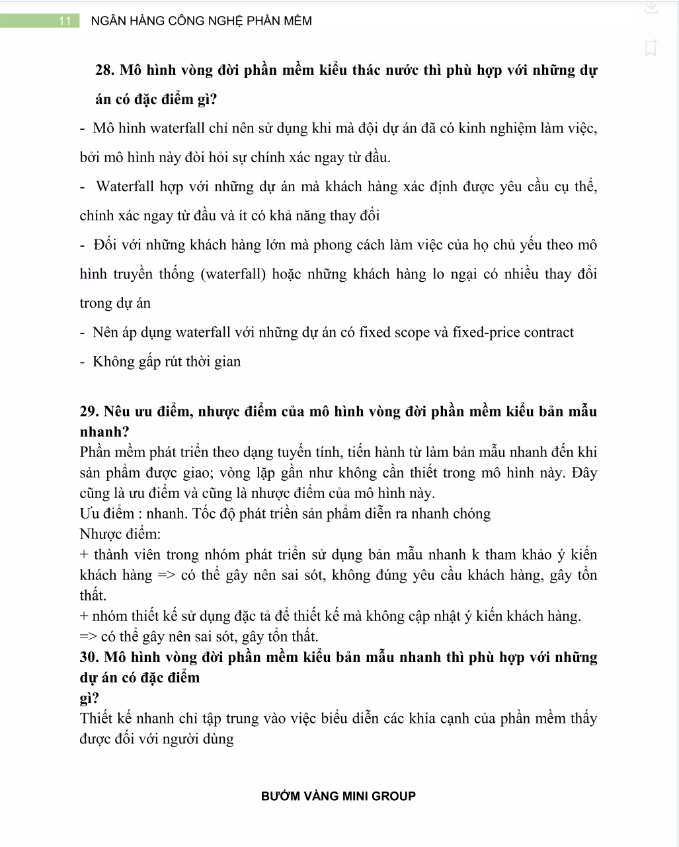 11 NGÂN HÀNG CÔNG NGHỆ PHẦN MỀM
28. Mô hình vòng đời phần mềm kiểu thác nước thì phù hợp với những dự
án có đặc điểm gì?
- Mô hình waterfall chỉ nên sử dụng khi mà đội dự án đã có kinh nghiệm làm việc,
bởi mô hình này đòi hỏi sự chính xác ngay từ đầu.
- Waterfall hợp với những dự án mà khách hàng xác định được yêu cầu cụ thể,
chính xác ngay từ đầu và ít có khả năng thay đổi
- Đối với những khách hàng lớn mà phong cách làm việc của họ chủ yếu theo mô
hình truyền thống (waterfall) hoặc những khách hàng lo ngại có nhiều thay đổi
trong dự án
- Nên áp dụng waterfall với những dự án có fixed scope và fixed-price contract
- Không gấp rút thời gian
29. Nêu ưu điểm, nhược điểm của mô hình vòng đời phần mềm kiểu bản mẫu
nhanh?
Phần mềm phát triển theo dạng tuyến tính, tiến hành từ làm bản mẫu nhanh đến khi
sản phẩm được giao; vòng lặp gần như không cần thiết trong mô hình này. Đây
cũng là ưu điểm và cũng là nhược điểm của mô hình này.
Ưu điểm : nhanh. Tốc độ phát triền sản phẩm diễn ra nhanh chóng
Nhược điểm:
+ thành viên trong nhóm phát triển sử dụng bản mẫu nhanh k tham khảo ý kiến
khách hàng => có thể gây nên sai sót, không đúng yêu cầu khách hàng, gây tổn
thất.
+ nhóm thiết kế sử dụng đặc tả để thiết kế mà không cập nhật ý kiến khách hàng.
=> có thể gây nên sai sót, gây tổn thất.
30. Mô hình vòng đời phần mềm kiểu bản mẫu nhanh thì phù hợp với những
dự án có đặc điểm
gì?
Thiết kế nhanh chỉ tập trung vào việc biểu diễn các khía cạnh của phần mềm thấy
được đối với người dùng
BƯỚM VÀNG MINI GROUP